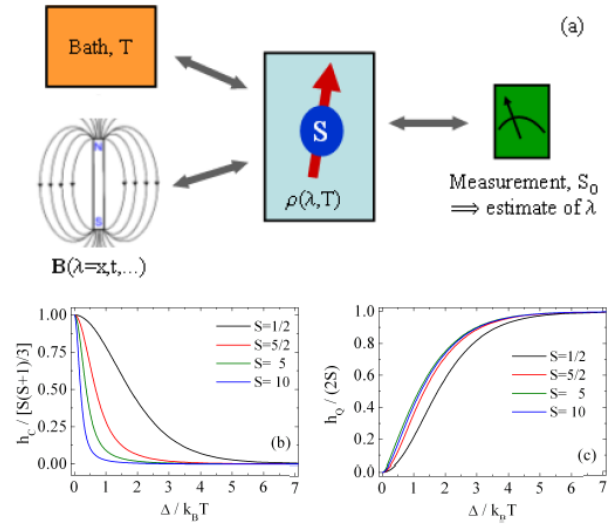 (a)
Bath, T
N
S
B(λ=x,t,...)
S
ρ(λ,T)
Measurement, S₀
⟹ estimate of λ
h_C / [S(S+1)/3]
1.00
0.75
0.50
0.25
0.00
S=1/2
S=5/2
S= 5
S= 10
(b)
0 1 2 3 4 5 6 7
Δ / k_BT
h_Q / (2S)
1.0
0.8
0.6
0.4
0.2
0.0
S=1/2
S=5/2
S= 5
S= 10
(c)
0 1 2 3 4 5 6 7
Δ / k_BT